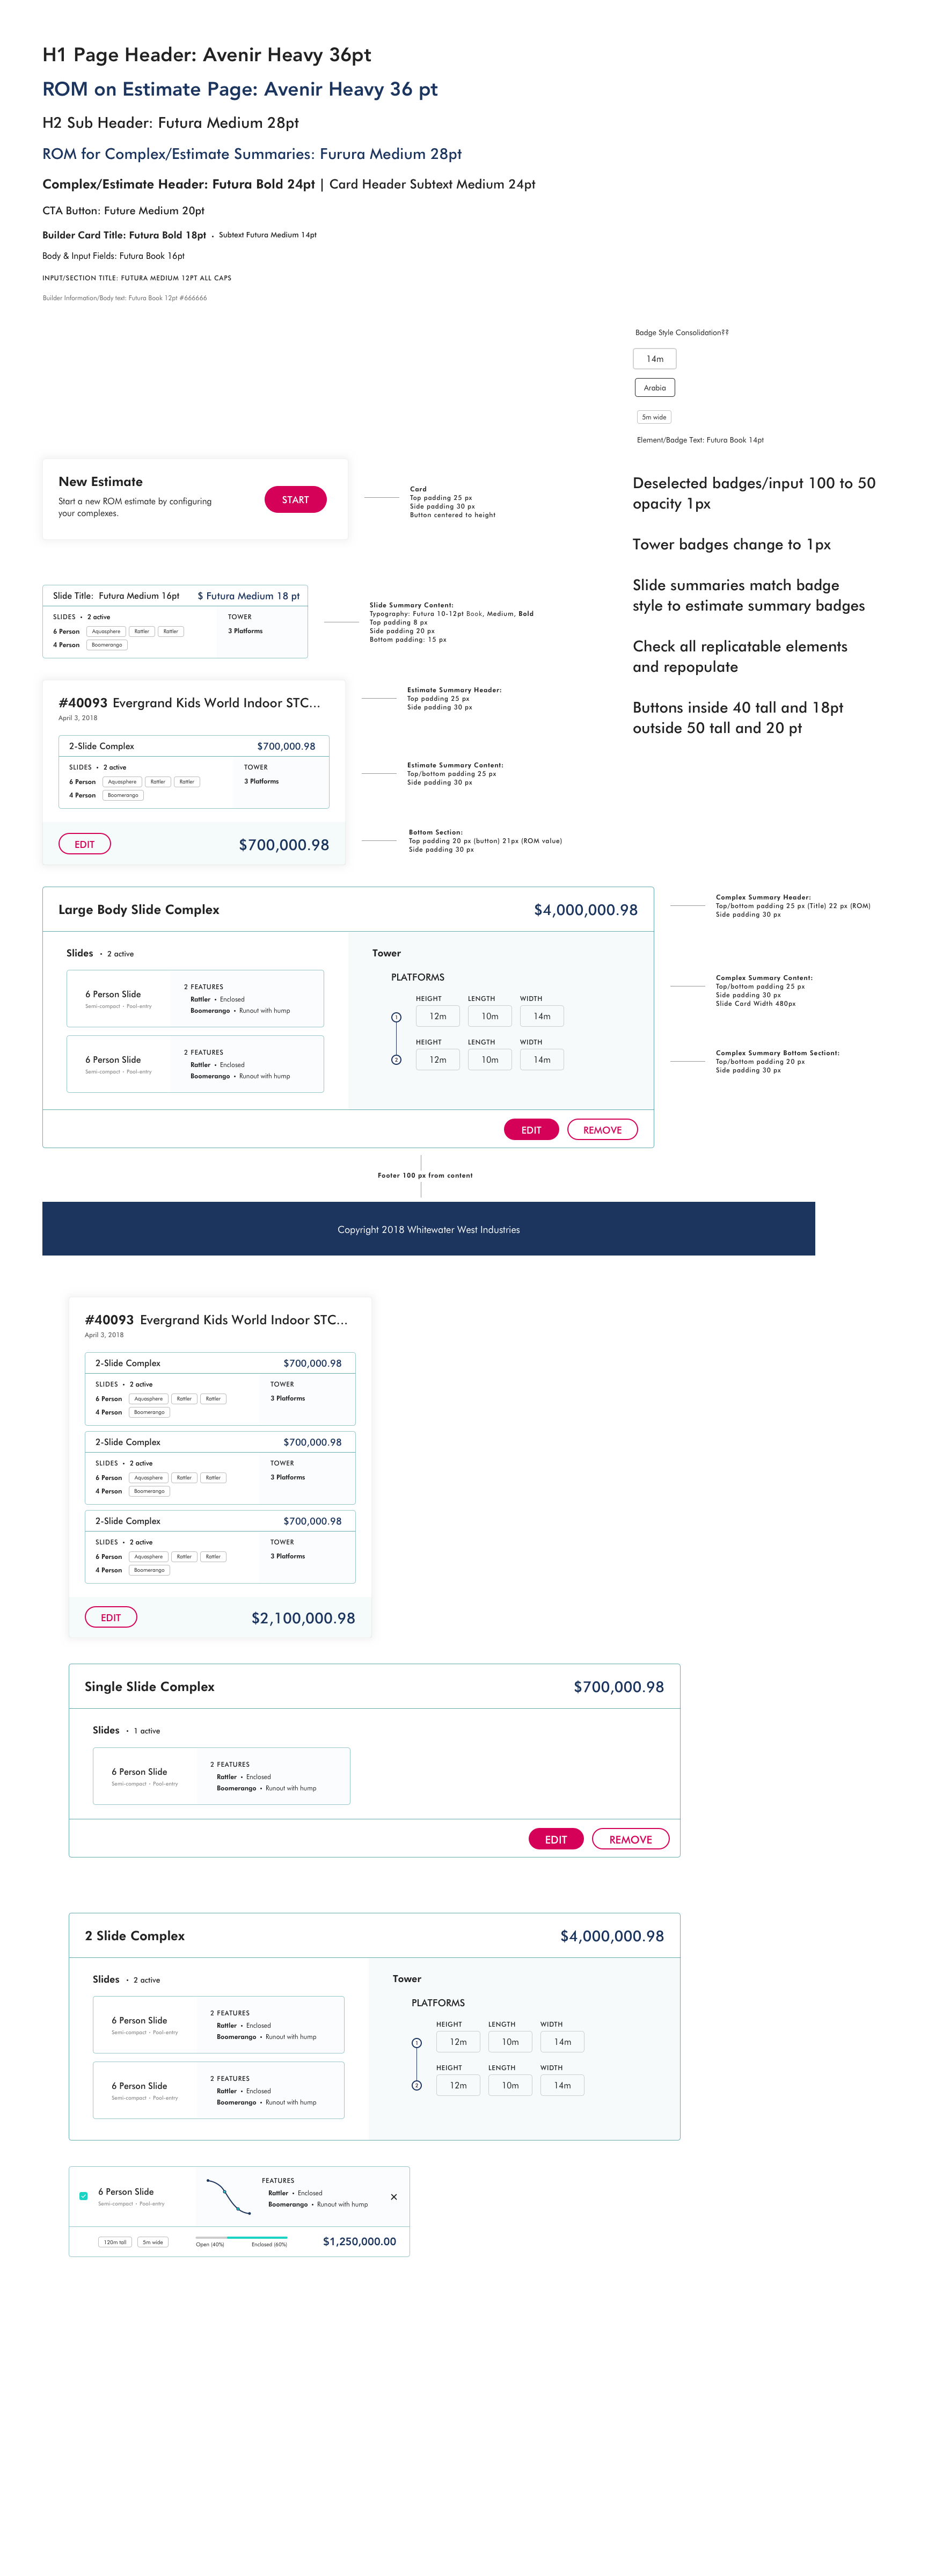 H1 Page Header: Avenir Heavy 36pt
ROM on Estimate Page: Avenir Heavy 36 pt
H2 Sub Header: Futura Medium 28pt
ROM for Complex/Estimate Summaries: Furura Medium 28pt
Complex/Estimate Header: Futura Bold 24pt | Card Header Subtext Medium 24pt
CTA Button: Future Medium 20pt
Builder Card Title: Futura Bold 18pt • Subtext Futura Medium 14pt
Body & Input Fields: Futura Book 16pt
INPUT/SECTION TITLE: FUTURA MEDIUM 12PT ALL CAPS
Builder Information/Body text: Futura Book 12pt #666666
Badge Style Consolidation??
14m
Arabia
5m wide
Element/Badge Text: Futura Book 14pt
Deselected badges/input 100 to 50
opacity 1px
Tower badges change to 1px
Slide summaries match badge
style to estimate summary badges
Check all replicatable elements
and repopulate
Buttons inside 40 tall and 18pt
outside 50 tall and 20 pt
New Estimate
Start a new ROM estimate by configuring
your complexes.
START
Card
Top padding 25 px
Side padding 30 px
Button centered to height
Slide Title: Futura Medium 16pt $ Futura Medium 18 pt
SLIDES • 2 active TOWER
6 Person Aquasphere Rattler Rattler 3 Platforms
4 Person Boomerango
Slide Summary Content:
Typography: Futura 10-12pt Book, Medium, Bold
Top padding 8 px
Side padding 20 px
Bottom padding: 15 px
#40093 Evergrand Kids World Indoor STC...
April 3, 2018
2-Slide Complex $700,000.98
SLIDES • 2 active TOWER
6 Person Aquasphere Rattler Rattler 3 Platforms
4 Person Boomerango
EDIT $700,000.98
Estimate Summary Header:
Top padding 25 px
Side padding 30 px
Estimate Summary Content:
Top/bottom padding 25 px
Side padding 30 px
Bottom Section:
Top padding 20 px (button) 21px (ROM value)
Side padding 30 px
Large Body Slide Complex $4,000,000.98
Slides • 2 active
6 Person Slide
Semi-compact • Pool-entry
2 FEATURES
Rattler • Enclosed
Boomerango • Runout with hump
6 Person Slide
Semi-compact • Pool-entry
2 FEATURES
Rattler • Enclosed
Boomerango • Runout with hump
Tower
PLATFORMS
HEIGHT LENGTH WIDTH
1 12m 10m 14m
HEIGHT LENGTH WIDTH
2 12m 10m 14m
EDIT REMOVE
Complex Summary Header:
Top/bottom padding 25 px (Title) 22 px (ROM)
Side padding 30 px
Complex Summary Content:
Top/bottom padding 25 px
Side padding 30 px
Slide Card Width 480px
Complex Summary Bottom Sectiont:
Top/bottom padding 20 px
Side padding 30 px
Footer 100 px from content
Copyright 2018 Whitewater West Industries
#40093 Evergrand Kids World Indoor STC...
April 3, 2018
2-Slide Complex $700,000.98
SLIDES • 2 active TOWER
6 Person Aquasphere Rattler Rattler 3 Platforms
4 Person Boomerango
2-Slide Complex $700,000.98
SLIDES • 2 active TOWER
6 Person Aquasphere Rattler Rattler 3 Platforms
4 Person Boomerango
2-Slide Complex $700,000.98
SLIDES • 2 active TOWER
6 Person Aquasphere Rattler Rattler 3 Platforms
4 Person Boomerango
EDIT $2,100,000.98
Single Slide Complex $700,000.98
Slides • 1 active
6 Person Slide
Semi-compact • Pool-entry
2 FEATURES
Rattler • Enclosed
Boomerango • Runout with hump
EDIT REMOVE
2 Slide Complex $4,000,000.98
Slides • 2 active
6 Person Slide
Semi-compact • Pool-entry
2 FEATURES
Rattler • Enclosed
Boomerango • Runout with hump
6 Person Slide
Semi-compact • Pool-entry
2 FEATURES
Rattler • Enclosed
Boomerango • Runout with hump
Tower
PLATFORMS
HEIGHT LENGTH WIDTH
1 12m 10m 14m
HEIGHT LENGTH WIDTH
2 12m 10m 14m
6 Person Slide
Semi-compact • Pool-entry
FEATURES
Rattler • Enclosed
Boomerango • Runout with hump
120m tall 5m wide
Open (40%) Enclosed (60%)
$1,250,000.00